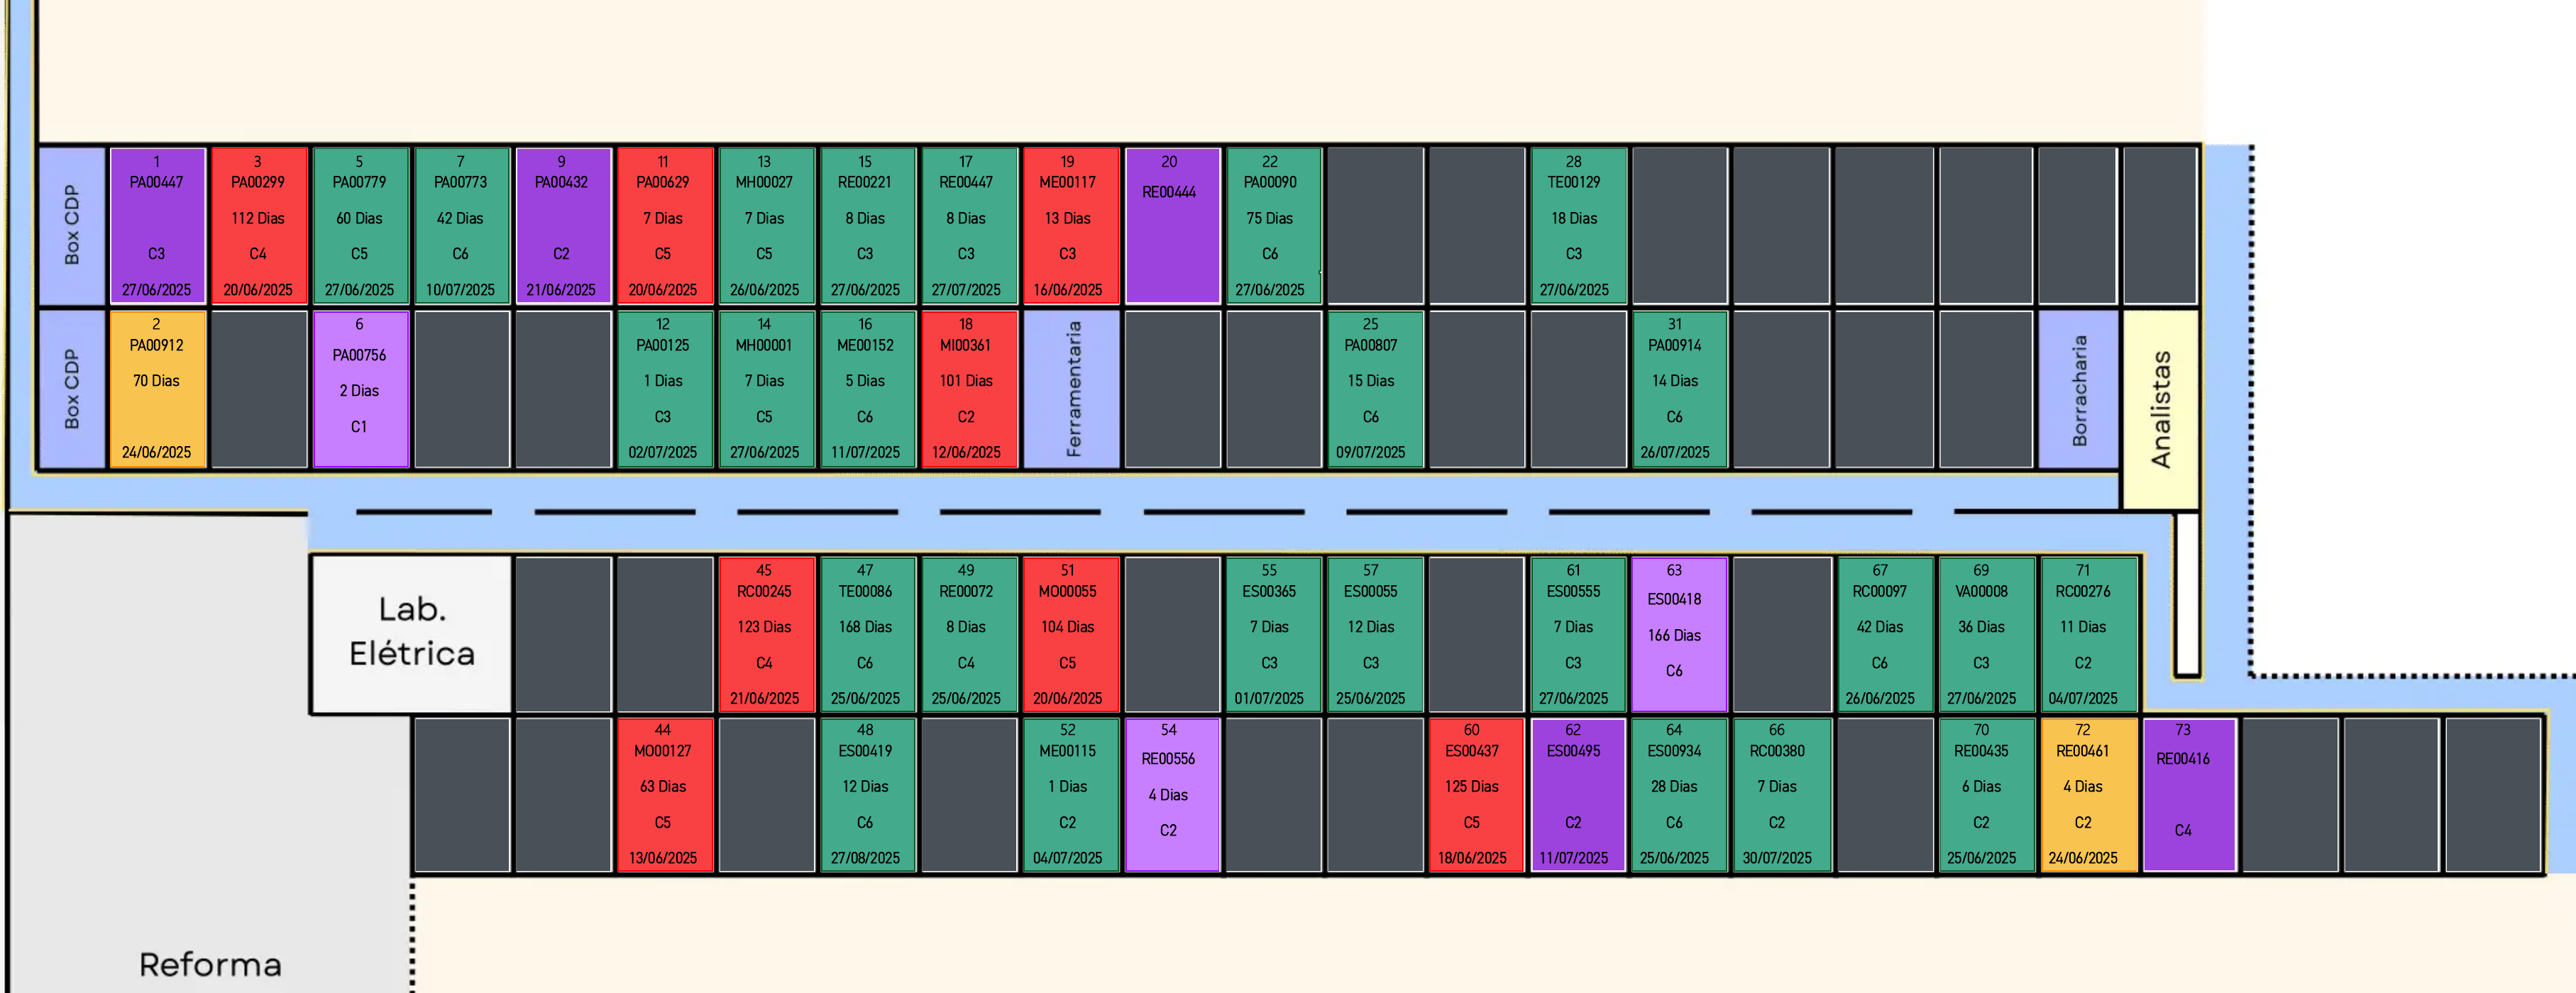 Box CDP
1
PA00447
C3
27/06/2025
3
PA00299
112 Dias
C4
20/06/2025
5
PA00779
60 Dias
C5
27/06/2025
7
PA00773
42 Dias
C6
10/07/2025
9
PA00432
C2
21/06/2025
11
PA00629
7 Dias
C5
20/06/2025
13
MH00027
7 Dias
C5
26/06/2025
15
RE00221
8 Dias
C3
27/06/2025
17
RE00447
8 Dias
C3
27/07/2025
19
ME00117
13 Dias
C3
16/06/2025
20
RE00444
22
PA00090
75 Dias
C6
27/06/2025
28
TE00129
18 Dias
C3
27/06/2025
Box CDP
2
PA00912
70 Dias
24/06/2025
6
PA00756
2 Dias
C1
12
PA00125
1 Dias
C3
02/07/2025
14
MH00001
7 Dias
C5
27/06/2025
16
ME00152
5 Dias
C6
11/07/2025
18
MI00361
101 Dias
C2
12/06/2025
Ferramentaria
25
PA00807
15 Dias
C6
09/07/2025
31
PA00914
14 Dias
C6
26/07/2025
Borracharia
Analistas
Lab.
Elétrica
45
RC00245
123 Dias
C4
21/06/2025
47
TE00086
168 Dias
C6
25/06/2025
49
RE00072
8 Dias
C4
25/06/2025
51
MO00055
104 Dias
C5
20/06/2025
55
ES00365
7 Dias
C3
01/07/2025
57
ES00055
12 Dias
C3
25/06/2025
61
ES00555
7 Dias
C3
27/06/2025
63
ES00418
166 Dias
C6
67
RC00097
42 Dias
C6
26/06/2025
69
VA00008
36 Dias
C3
27/06/2025
71
RC00276
11 Dias
C2
04/07/2025
44
MO00127
63 Dias
C5
13/06/2025
48
ES00419
12 Dias
C6
27/08/2025
52
ME00115
1 Dias
C2
04/07/2025
54
RE00556
4 Dias
C2
60
ES00437
125 Dias
C5
18/06/2025
62
ES00495
C2
11/07/2025
64
ES00934
28 Dias
C6
25/06/2025
66
RC00380
7 Dias
C2
30/07/2025
70
RE00435
6 Dias
C2
25/06/2025
72
RE00461
4 Dias
C2
24/06/2025
73
RE00416
C4
Reforma